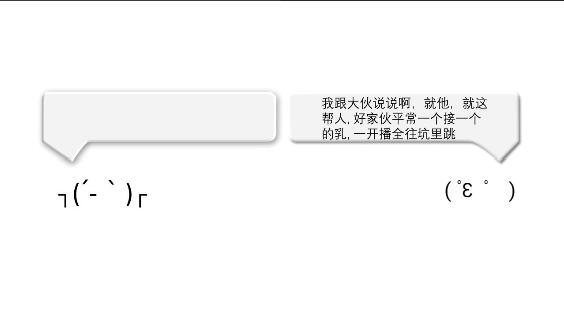 我跟大伙说说啊，就他，就这
帮人,好家伙平常一个接一个
的乳,一开播全往坑里跳
┐(´-｀)┌
( ﾟ3 ﾟ )